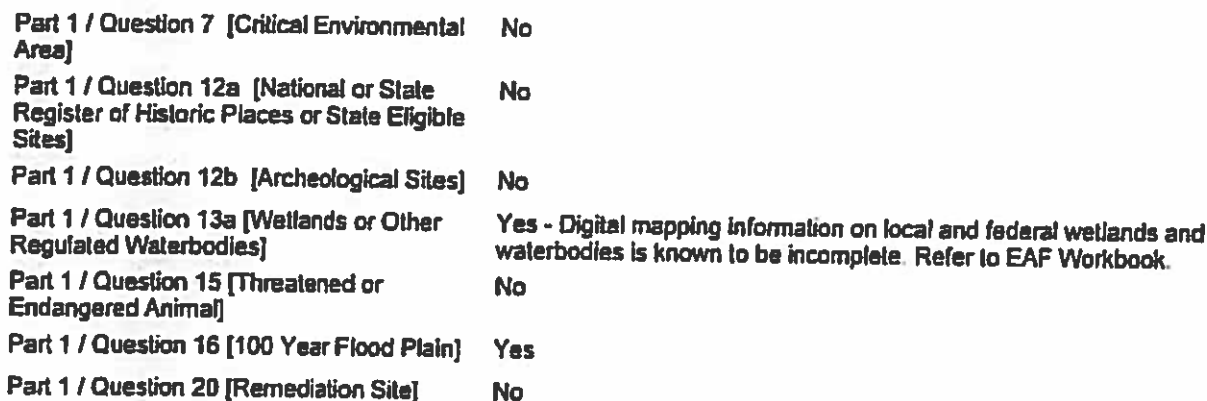 Part 1 / Question 7 [Critical Environmental Area] No
Part 1 / Question 12a [National or State Register of Historic Places or State Eligible Sites] No
Part 1 / Question 12b [Archeological Sites] No
Part 1 / Question 13a [Wetlands or Other Regulated Waterbodies] Yes - Digital mapping information on local and federal wetlands and waterbodies is known to be incomplete. Refer to EAF Workbook.
Part 1 / Question 15 [Threatened or Endangered Animal] No
Part 1 / Question 16 [100 Year Flood Plain] Yes
Part 1 / Question 20 [Remediation Site] No